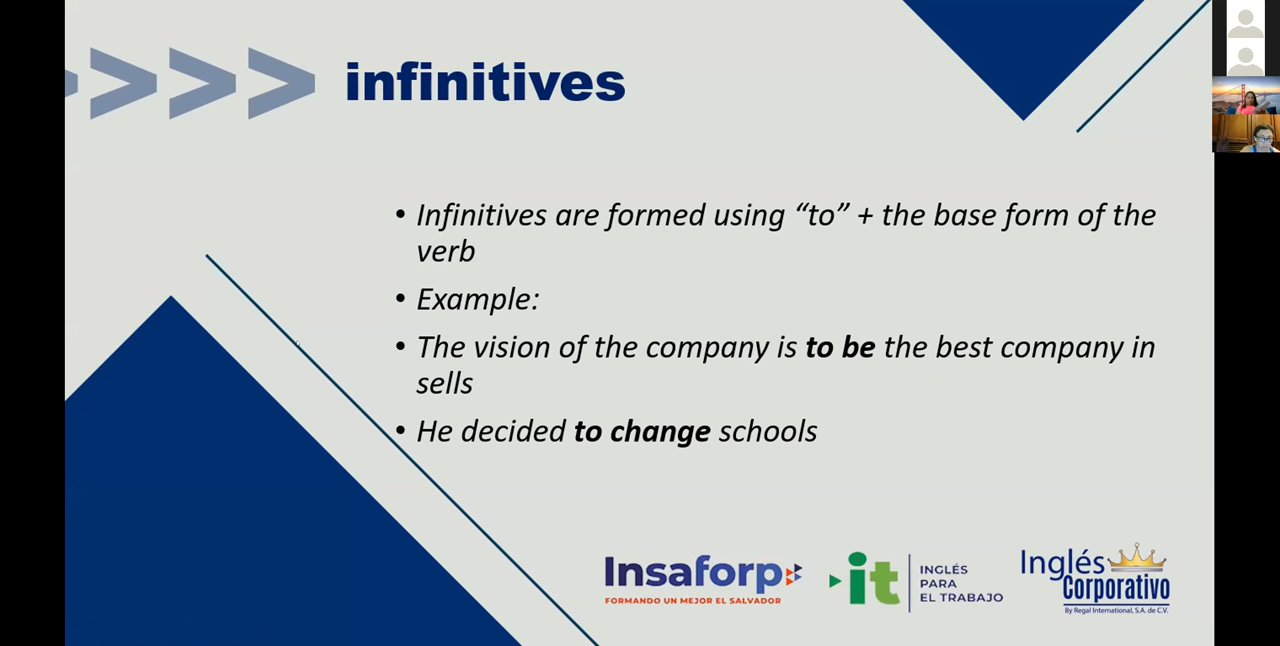 infinitives
• Infinitives are formed using “to” + the base form of the
verb
• Example:
• The vision of the company is to be the best company in
sells
• He decided to change schools
Insaforp
FORMANDO UN MEJOR EL SALVADOR
it
INGLÉS
PARA
EL TRABAJO
Inglés
Corporativo
By Regal International, S.A. de C.V.